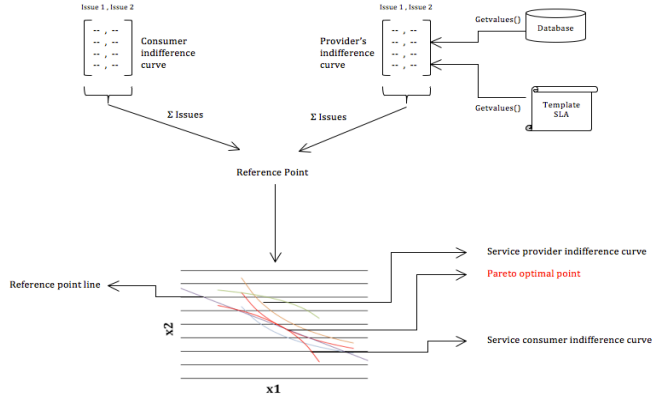 Issue 1 , Issue 2
Issue 1 , Issue 2
-- , --
-- , --
-- , --
-- , --
Consumer
indifference
curve
Provider's
indifference
curve
-- , --
-- , --
-- , --
-- , --
Getvalues()
Database
Getvalues()
Template
SLA
Σ Issues
Σ Issues
Reference Point
Service provider indifference curve
Pareto optimal point
Reference point line
x2
Service consumer indifference curve
x1